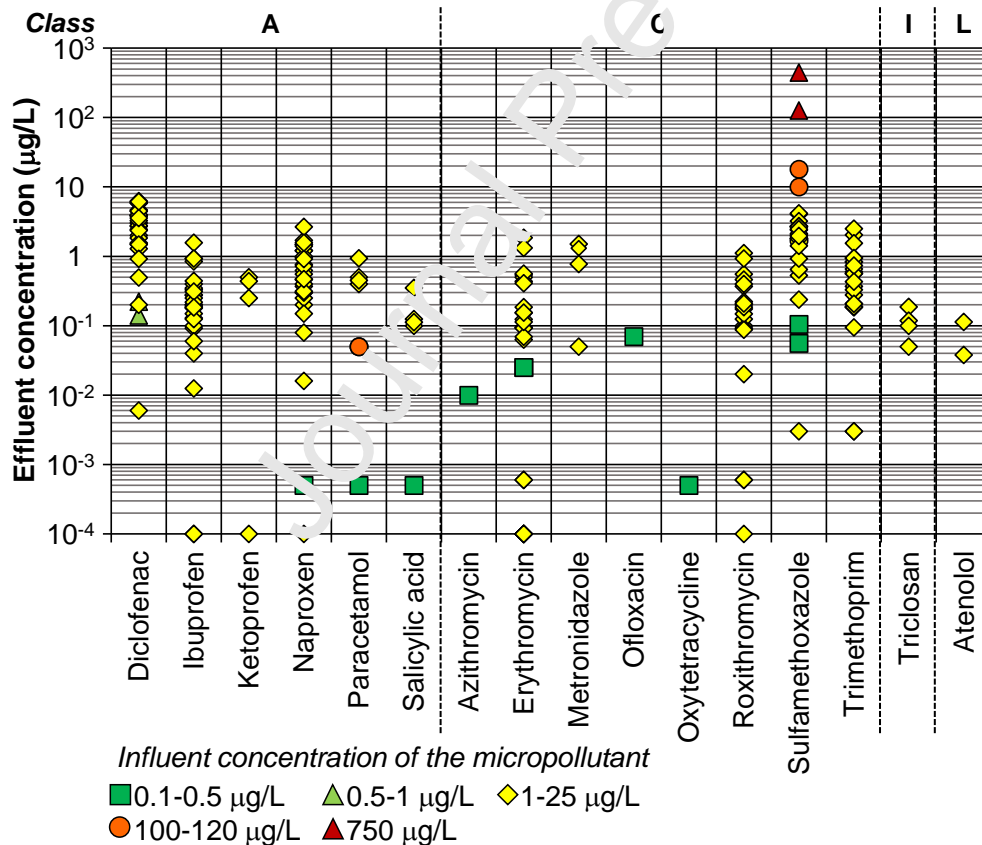 Class A C I L
Effluent concentration (µg/L)
10³
10²
10
1
10⁻¹
10⁻²
10⁻³
10⁻⁴
Diclofenac
Ibuprofen
Ketoprofen
Naproxen
Paracetamol
Salicylic acid
Azithromycin
Erythromycin
Metronidazole
Ofloxacin
Oxytetracycline
Roxithromycin
Sulfamethoxazole
Trimethoprim
Triclosan
Atenolol
Journal Pre
Influent concentration of the micropollutant
0.1-0.5 µg/L 0.5-1 µg/L 1-25 µg/L
100-120 µg/L 750 µg/L